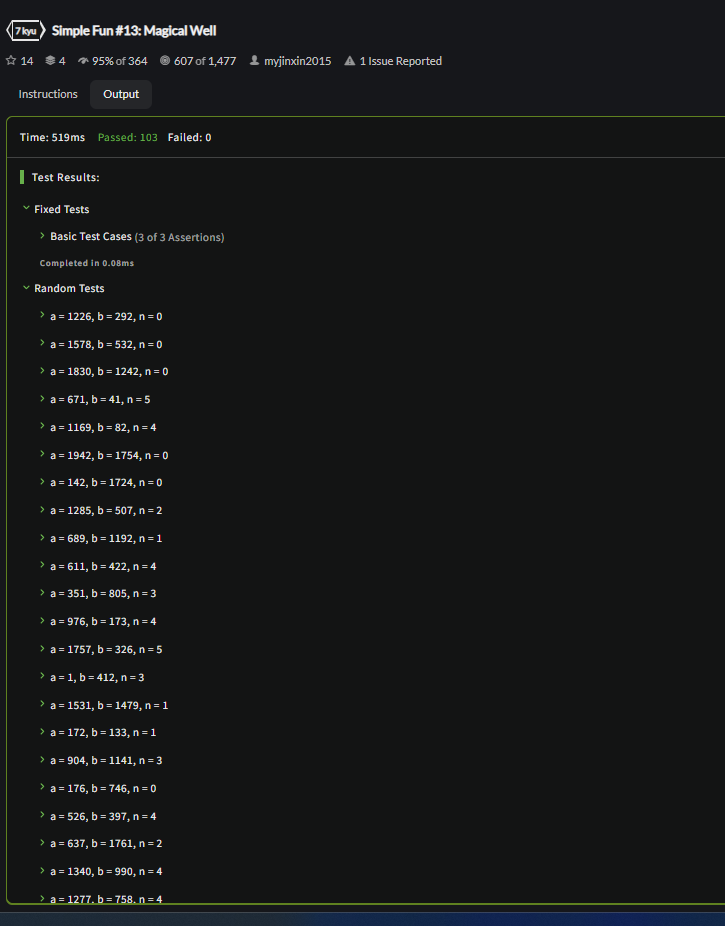 7 kyu Simple Fun #13: Magical Well
14 4 95% of 364 607 of 1,477 myjinxin2015 1 Issue Reported
Instructions Output
Time: 519ms Passed: 103 Failed: 0
Test Results:
Fixed Tests
Basic Test Cases (3 of 3 Assertions)
Completed in 0.08ms
Random Tests
a = 1226, b = 292, n = 0
a = 1578, b = 532, n = 0
a = 1830, b = 1242, n = 0
a = 671, b = 41, n = 5
a = 1169, b = 82, n = 4
a = 1942, b = 1754, n = 0
a = 142, b = 1724, n = 0
a = 1285, b = 507, n = 2
a = 689, b = 1192, n = 1
a = 611, b = 422, n = 4
a = 351, b = 805, n = 3
a = 976, b = 173, n = 4
a = 1757, b = 326, n = 5
a = 1, b = 412, n = 3
a = 1531, b = 1479, n = 1
a = 172, b = 133, n = 1
a = 904, b = 1141, n = 3
a = 176, b = 746, n = 0
a = 526, b = 397, n = 4
a = 637, b = 1761, n = 2
a = 1340, b = 990, n = 4
a = 1277, b = 758, n = 4